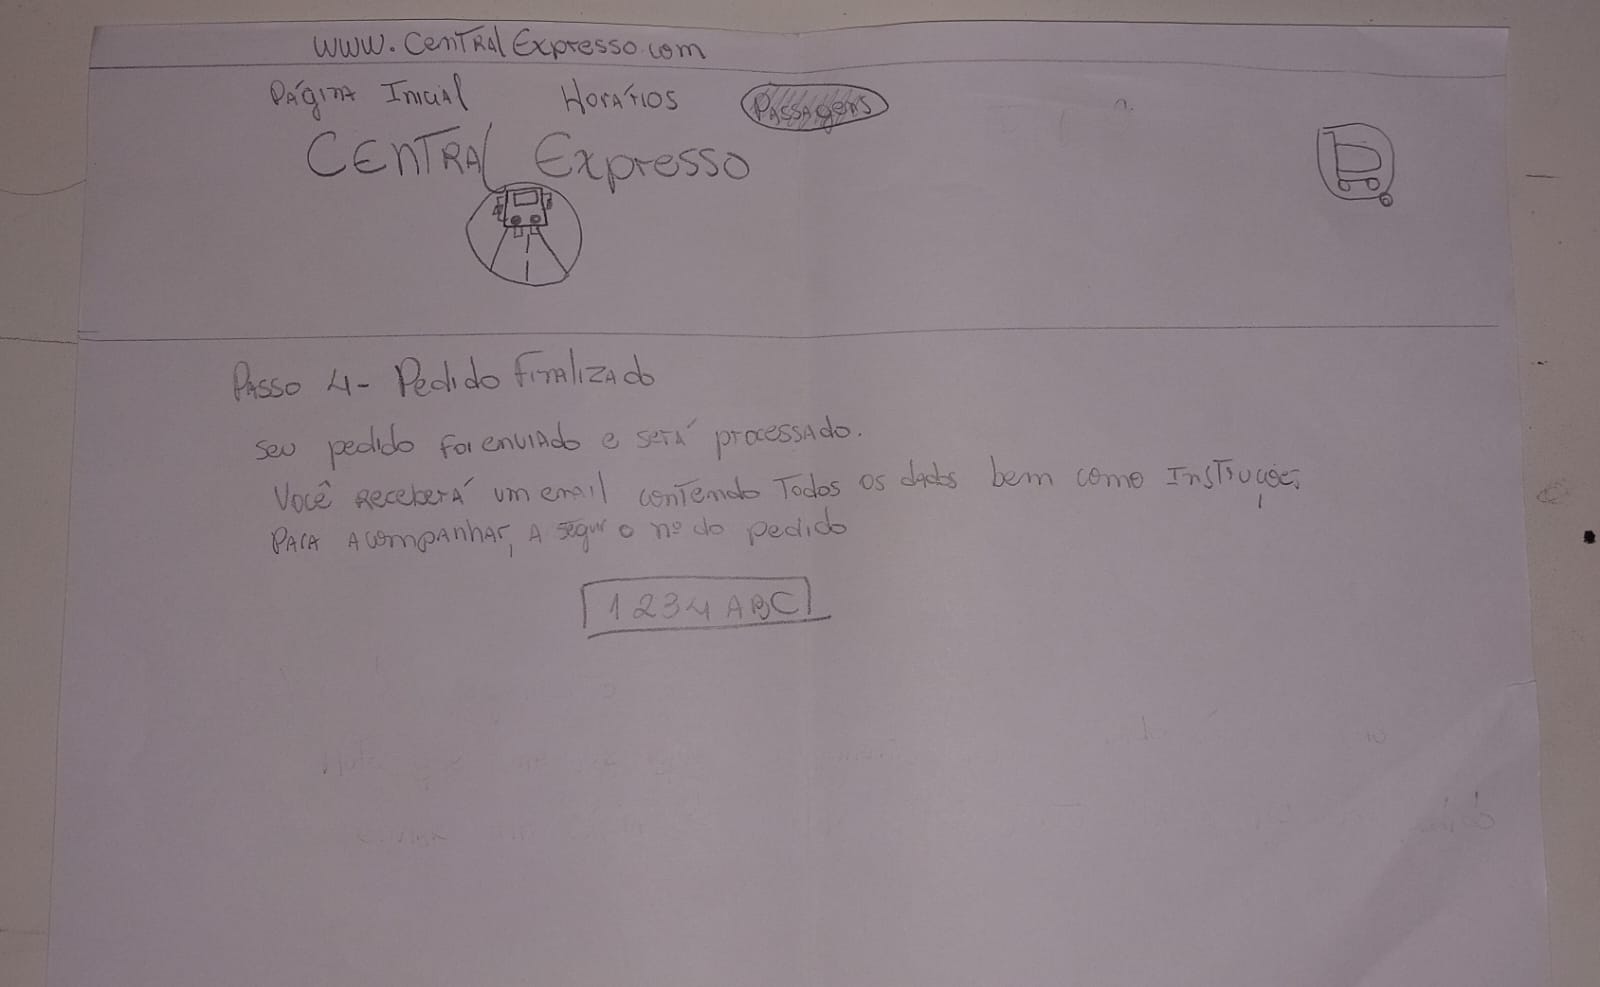 www.CentralExpresso.com
Página Inicial Horários Passagens
Central Expresso
Passo 4- Pedido Finalizado
Seu pedido foi enviado e será processado.
Você receberá um email contendo Todos os dados bem como Instruções
Para acompanhar, a seguir o nº do pedido
1234ABC